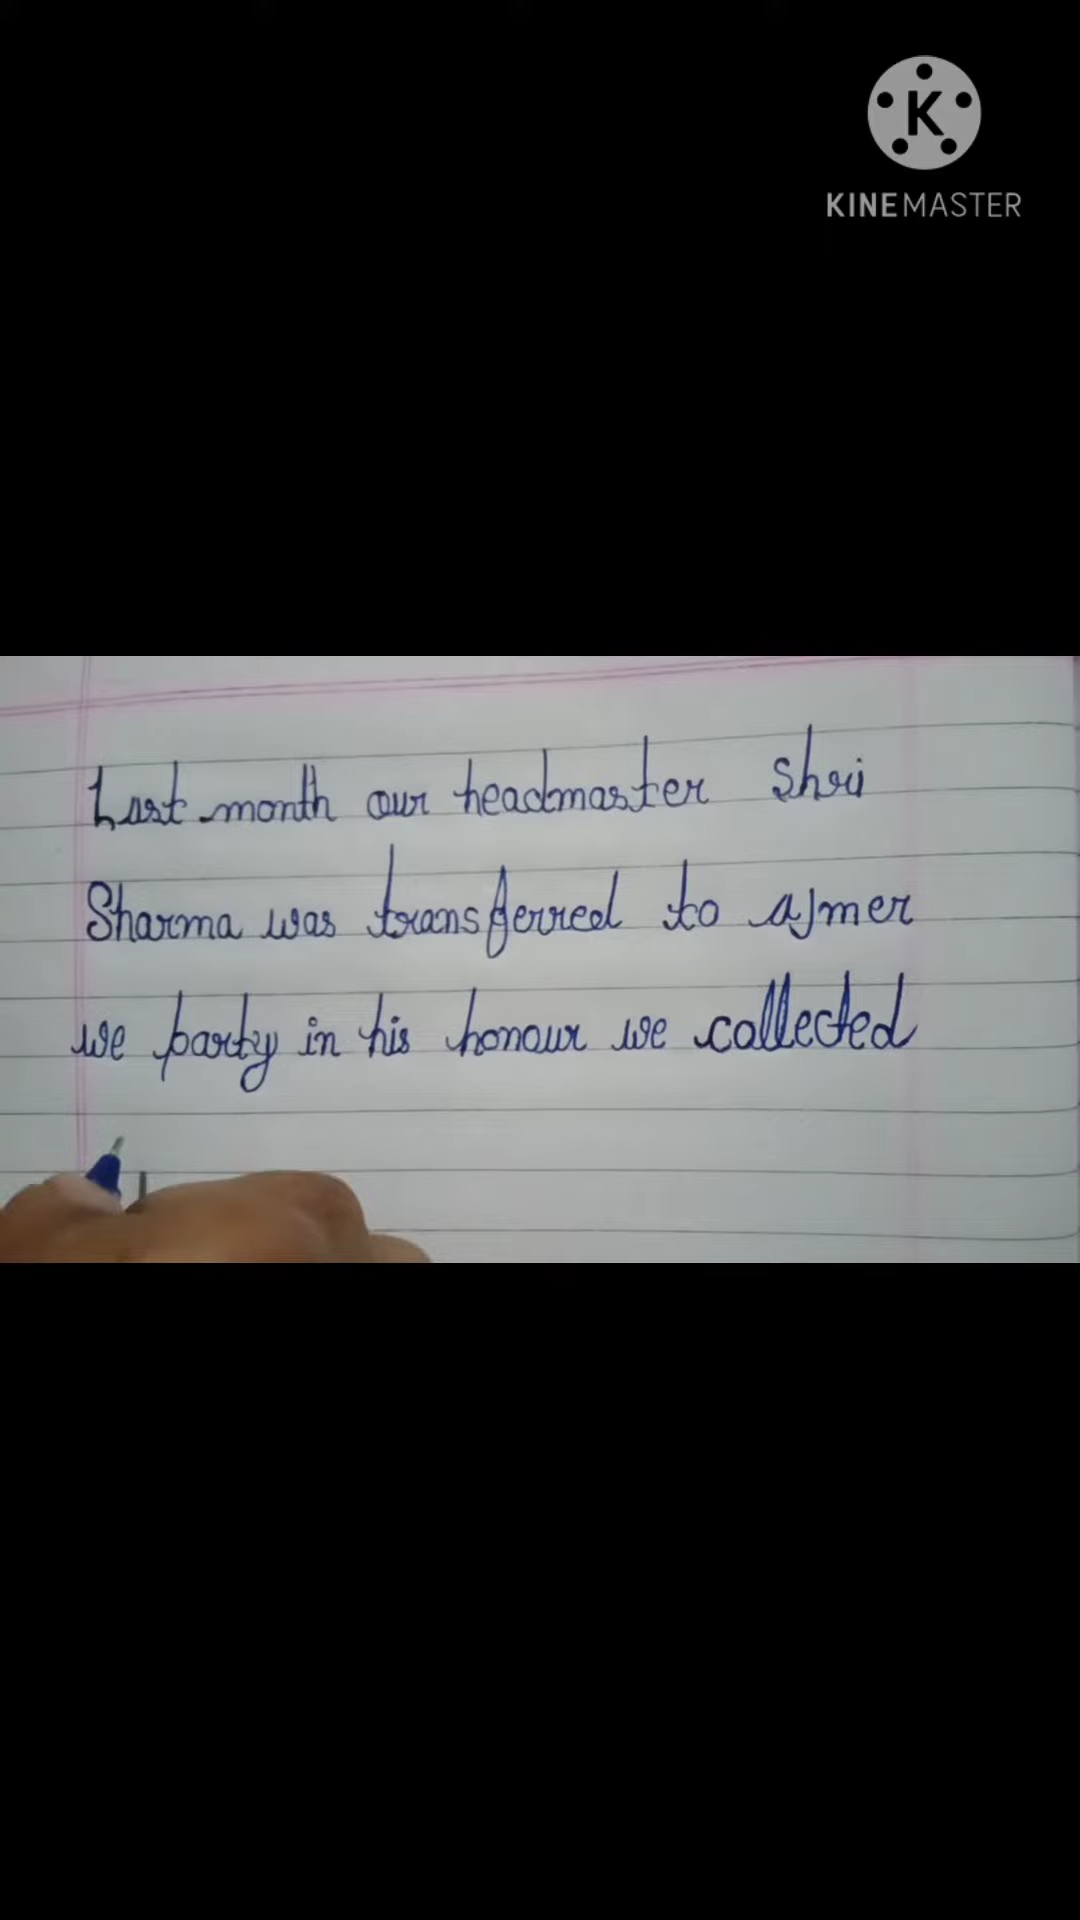 K
KINEMASTER
Last month our headmaster Shri
Sharma was transferred to ajmer
we party in his honour we collected